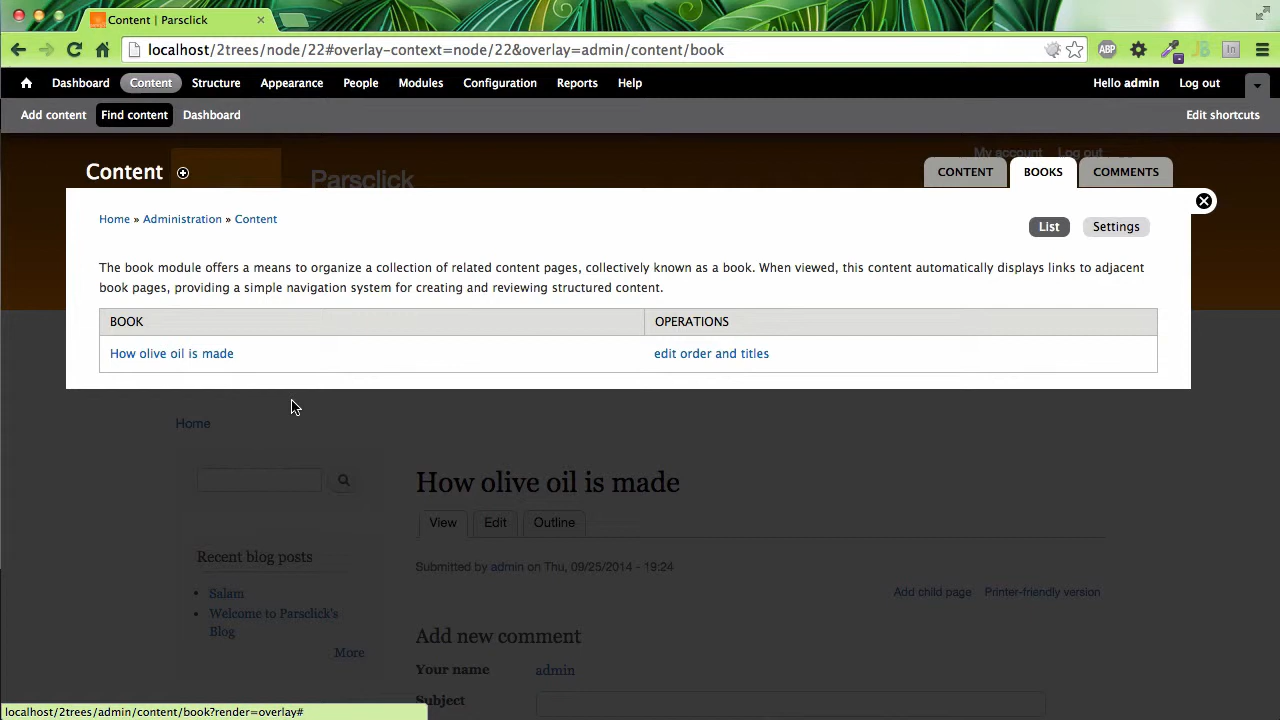 Content | Parsclick
localhost/2trees/node/22#overlay-context=node/22&overlay=admin/content/book
ABP
In
Dashboard Content Structure Appearance People Modules Configuration Reports Help Hello admin Log out
Add content Find content Dashboard Edit shortcuts
My account Log out
Parsclick
Content
CONTENT BOOKS COMMENTS
Home » Administration » Content
List Settings
The book module offers a means to organize a collection of related content pages, collectively known as a book. When viewed, this content automatically displays links to adjacent
book pages, providing a simple navigation system for creating and reviewing structured content.
BOOK OPERATIONS
How olive oil is made edit order and titles
Home
How olive oil is made
View Edit Outline
Submitted by admin on Thu, 09/25/2014 - 19:24
Add child page Printer-friendly version
Recent blog posts
Salam
Welcome to Parsclick's
Blog
More
Add new comment
Your name admin
Subject
localhost/2trees/admin/content/book?render=overlay#